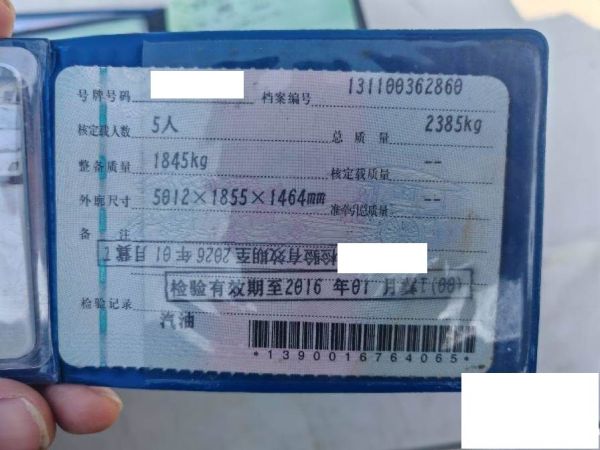 号牌号码 档案编号 131100362860
核定载人数 5人 总质量 2385kg
整备质量 1845kg 核定载质量 --
外廓尺寸 5012×1855×1464mm 准牵引总质量 --
备注
检验有效期至2026年01月冀T
检验有效期至2016年01月冀T(00)
检验记录
汽油
*1390016764065*